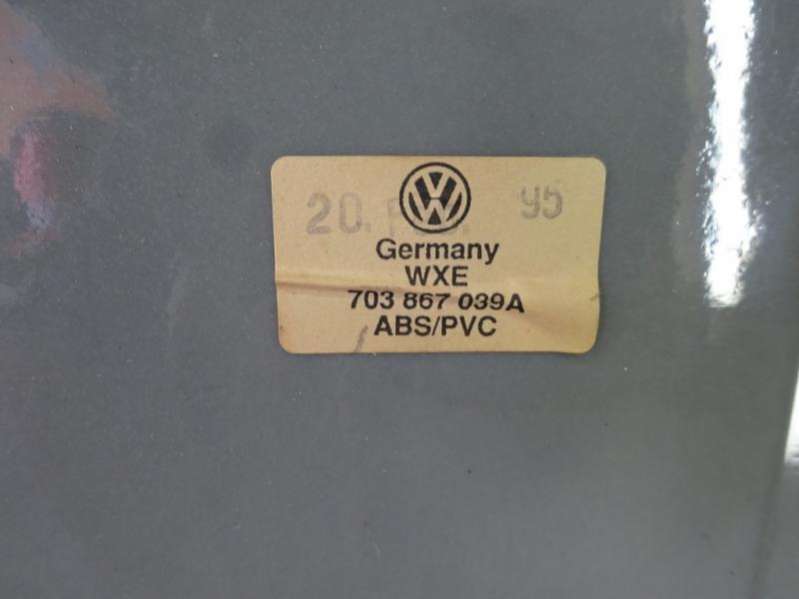 20. 95
Germany
WXE
703 867 039A
ABS/PVC